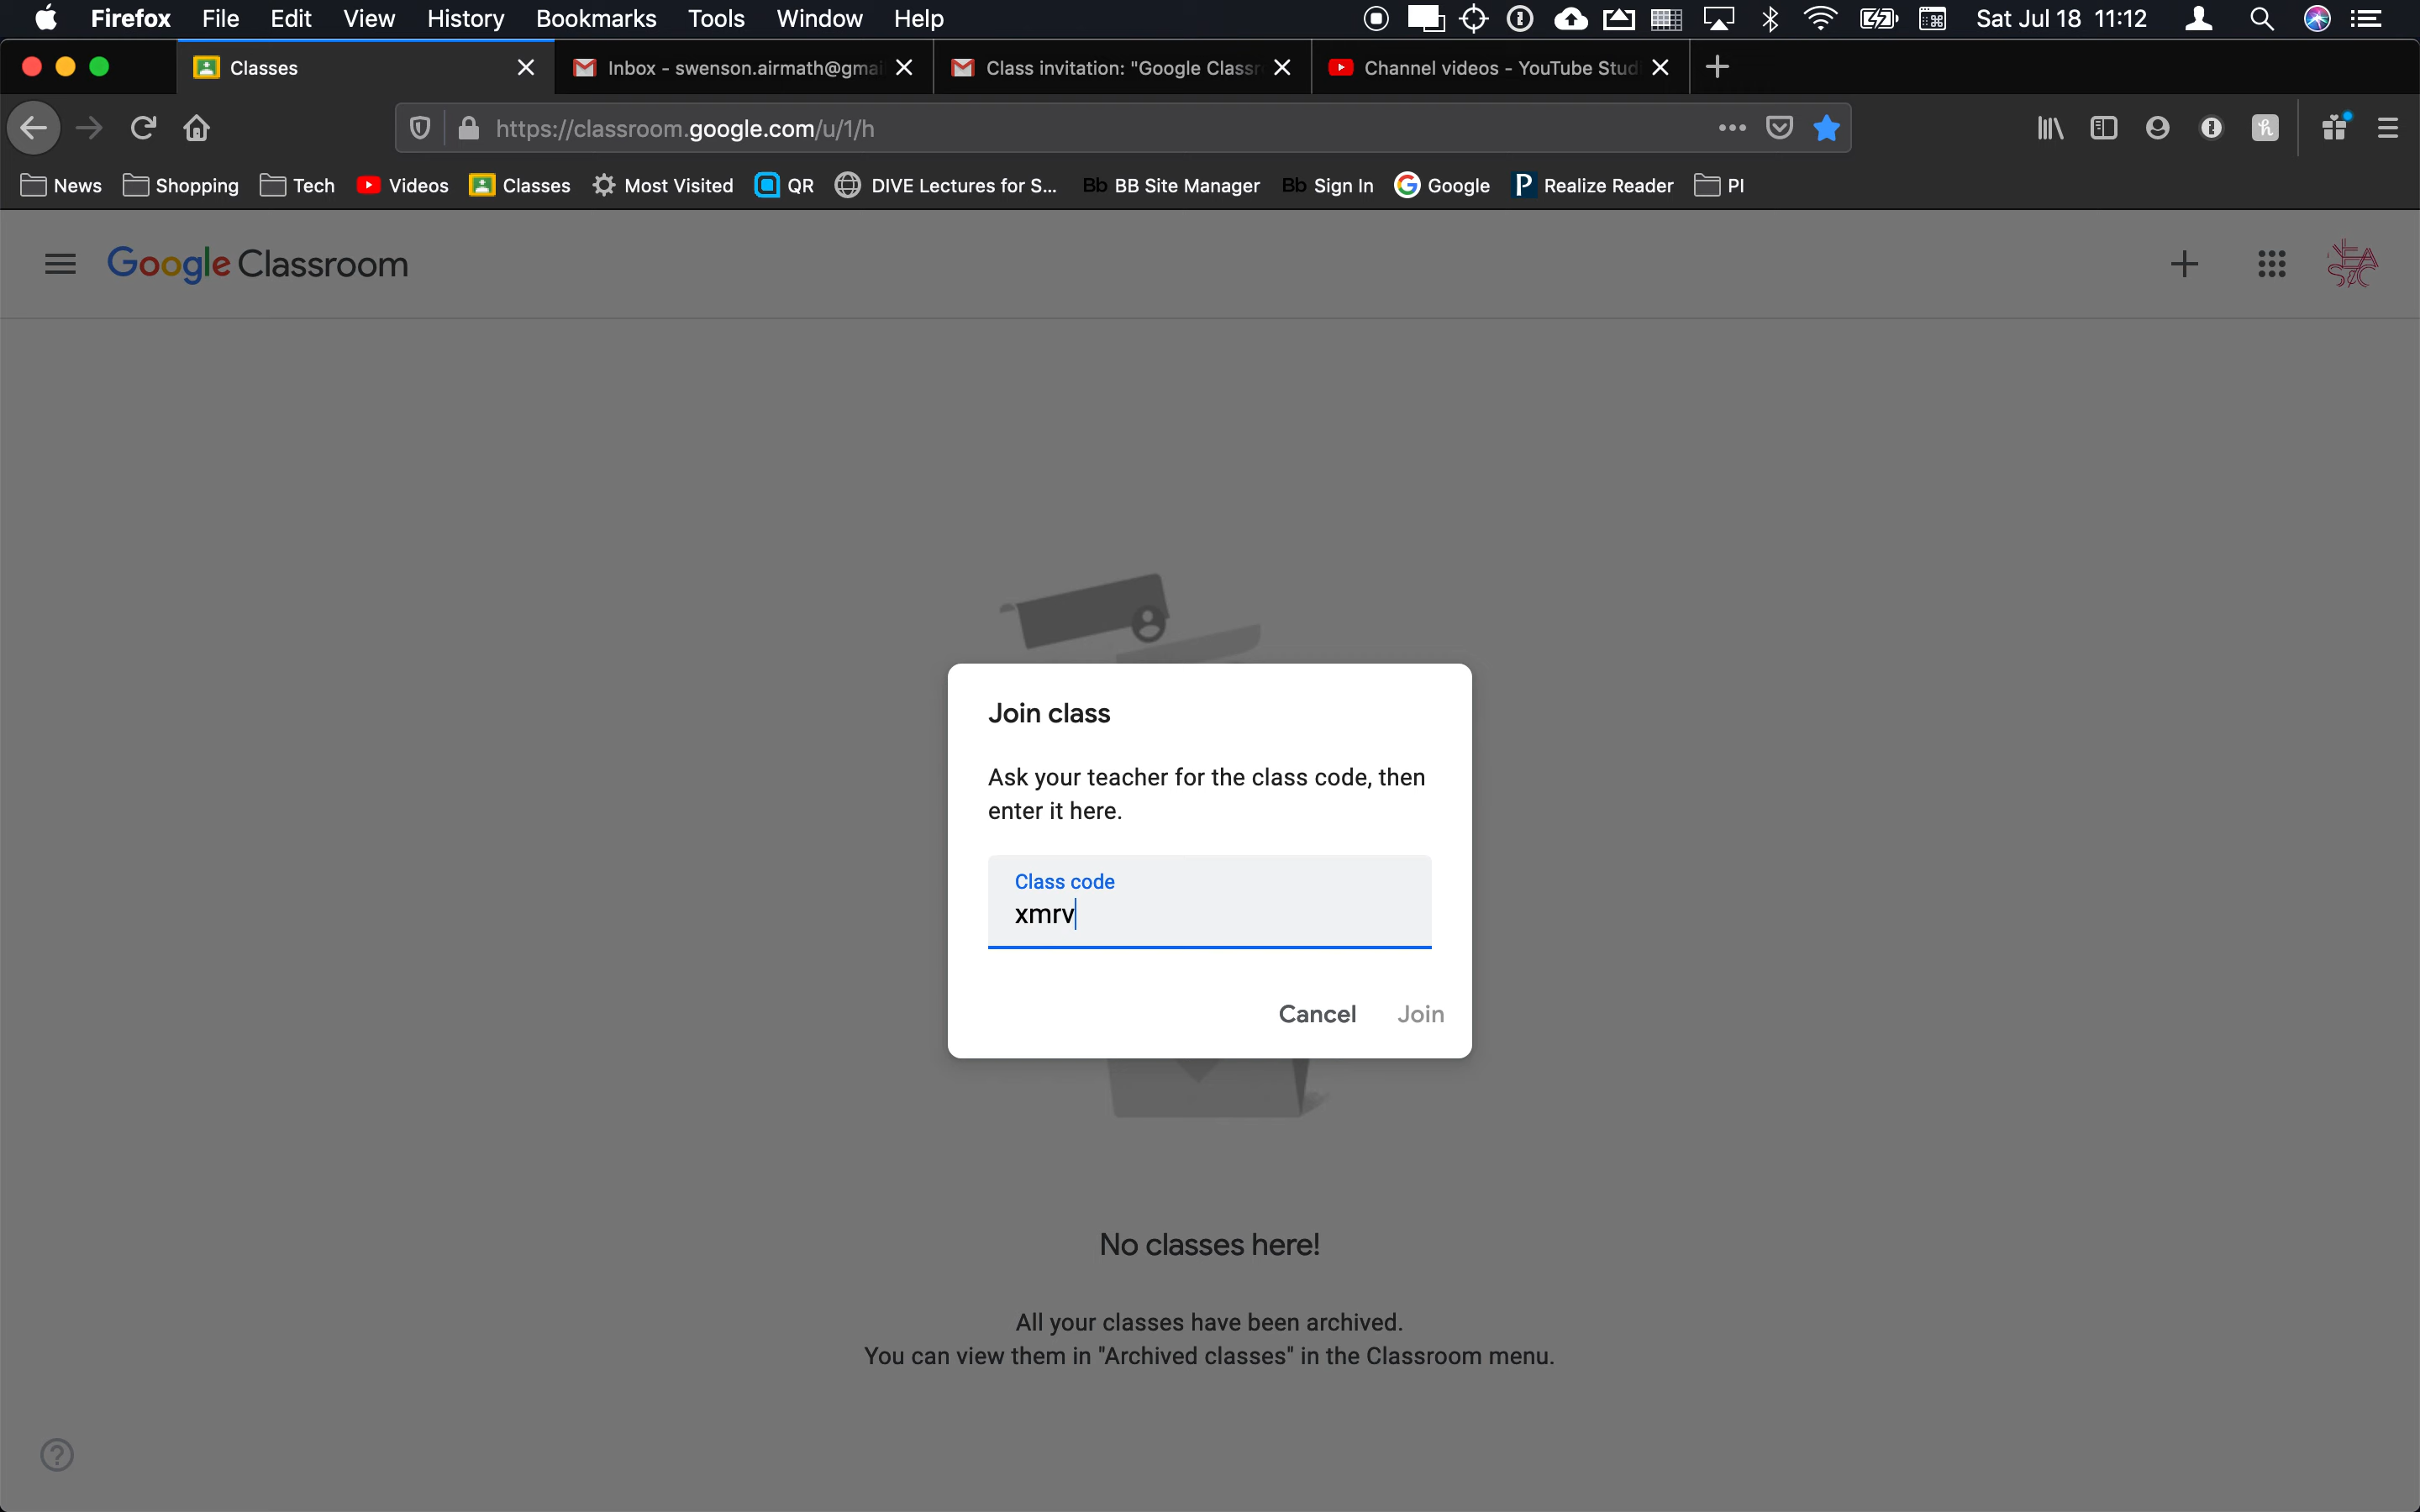 Firefox File Edit View History Bookmarks Tools Window Help Sat Jul 18 11:12
Classes Inbox - swenson.airmath@gmai Class invitation: "Google Classr Channel videos - YouTube Stud
https://classroom.google.com/u/1/h
News Shopping Tech Videos Classes Most Visited QR DIVE Lectures for S... Bb BB Site Manager Bb Sign In Google Realize Reader PI
Google Classroom
Join class
Ask your teacher for the class code, then
enter it here.
Class code
xmrv
Cancel Join
No classes here!
All your classes have been archived.
You can view them in "Archived classes" in the Classroom menu.